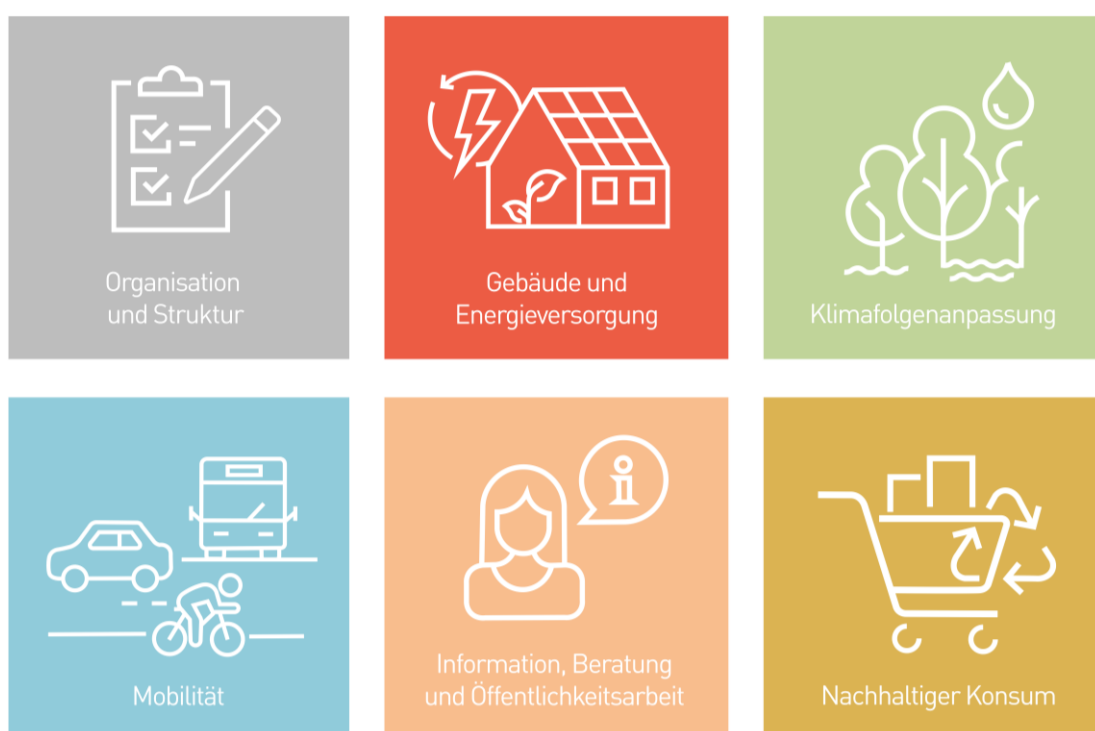 Organisation
und Struktur
Gebäude und
Energieversorgung
Klimafolgenanpassung
Mobilität
Information, Beratung
und Öffentlichkeitsarbeit
Nachhaltiger Konsum